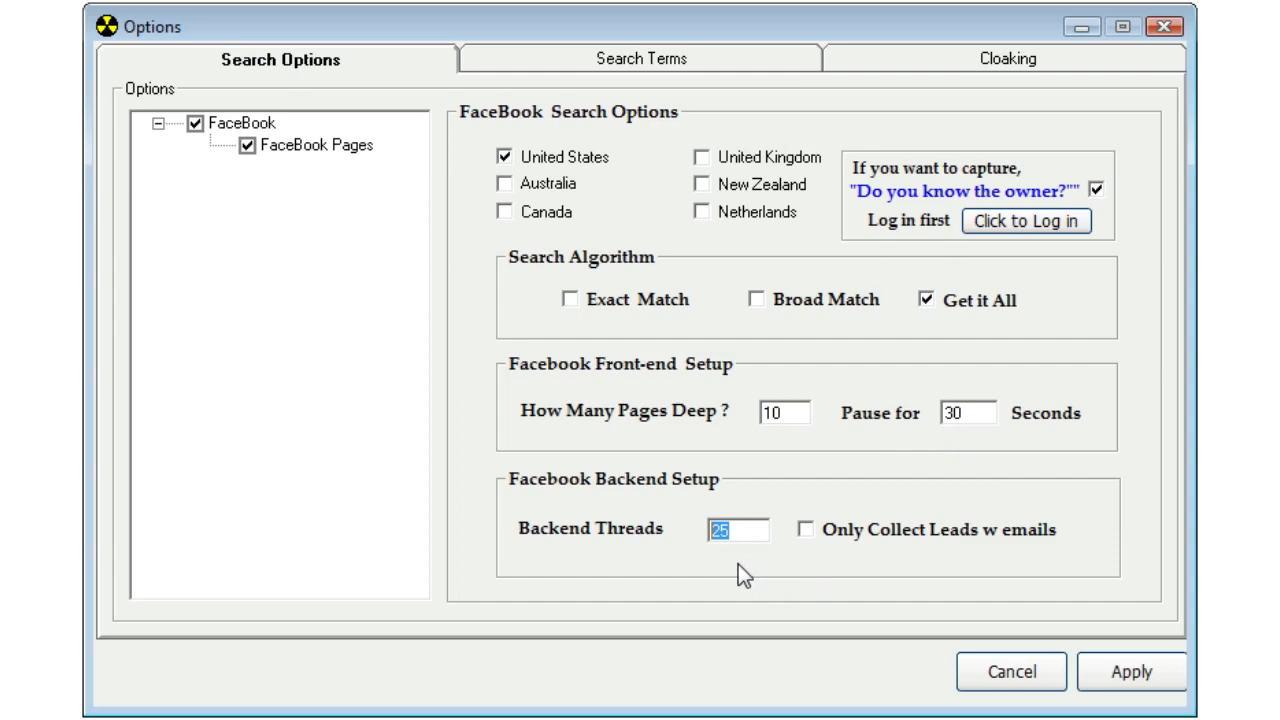 Options
Search Options
Search Terms
Cloaking
Options
FaceBook
FaceBook Pages
FaceBook Search Options
United States
United Kingdom
Australia
New Zealand
Canada
Netherlands
If you want to capture,
"Do you know the owner?""
Log in first Click to Log in
Search Algorithm
Exact Match
Broad Match
Get it All
Facebook Front-end Setup
How Many Pages Deep ? 10 Pause for 30 Seconds
Facebook Backend Setup
Backend Threads 25 Only Collect Leads w emails
Cancel
Apply